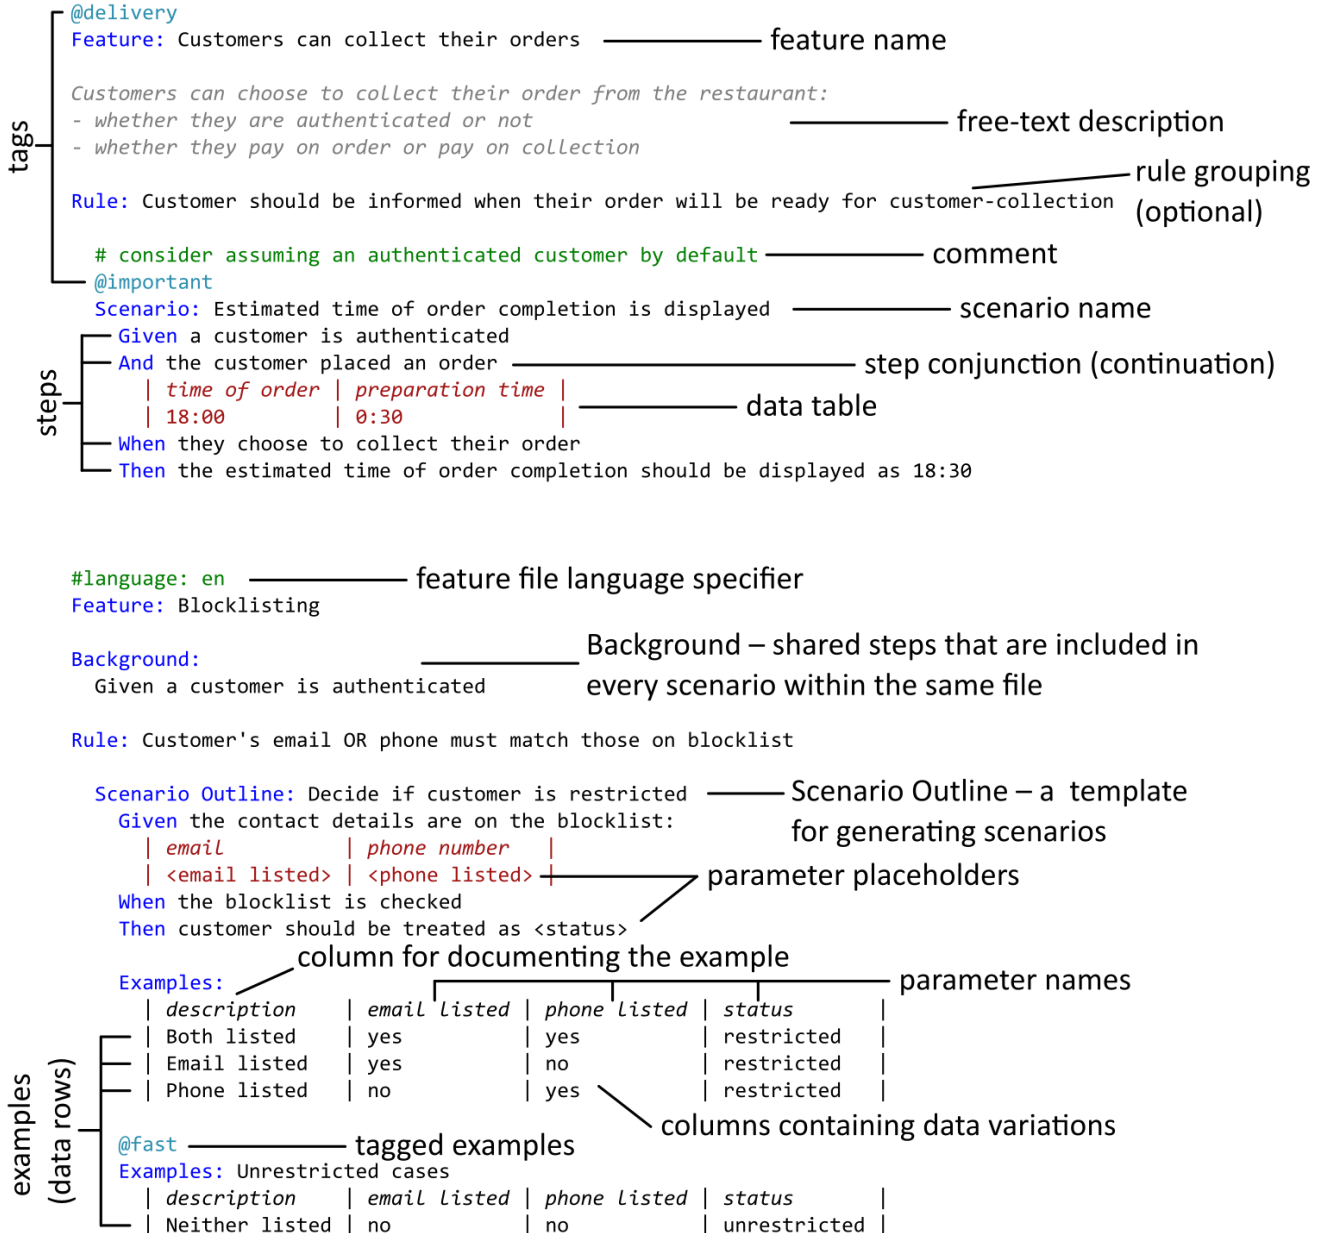 @delivery
Feature: Customers can collect their orders
feature name
Customers can choose to collect their order from the restaurant:
- whether they are authenticated or not
free-text description
- whether they pay on order or pay on collection
tags
rule grouping
(optional)
Rule: Customer should be informed when their order will be ready for customer-collection
# consider assuming an authenticated customer by default
comment
@important
Scenario: Estimated time of order completion is displayed
scenario name
Given a customer is authenticated
And the customer placed an order
step conjunction (continuation)
| time of order | preparation time |
| 18:00 | 0:30 |
data table
steps
When they choose to collect their order
Then the estimated time of order completion should be displayed as 18:30
#language: en
feature file language specifier
Feature: Blocklisting
Background:
Given a customer is authenticated
Background – shared steps that are included in
every scenario within the same file
Rule: Customer's email OR phone must match those on blocklist
Scenario Outline: Decide if customer is restricted
Scenario Outline – a template
for generating scenarios
Given the contact details are on the blocklist:
| email | phone number |
| <email listed> | <phone listed> |
parameter placeholders
When the blocklist is checked
Then customer should be treated as <status>
column for documenting the example
Examples:
parameter names
| description | email listed | phone listed | status |
| Both listed | yes | yes | restricted |
| Email listed | yes | no | restricted |
| Phone listed | no | yes | restricted |
columns containing data variations
examples
(data rows)
@fast
tagged examples
Examples: Unrestricted cases
| description | email listed | phone listed | status |
| Neither listed | no | no | unrestricted |